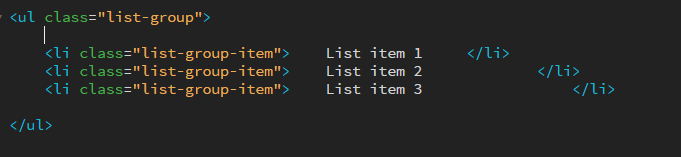 <ul class="list-group">
<li class="list-group-item">    List item 1     </li>
<li class="list-group-item">    List item 2             </li>
<li class="list-group-item">    List item 3                 </li>
</ul>